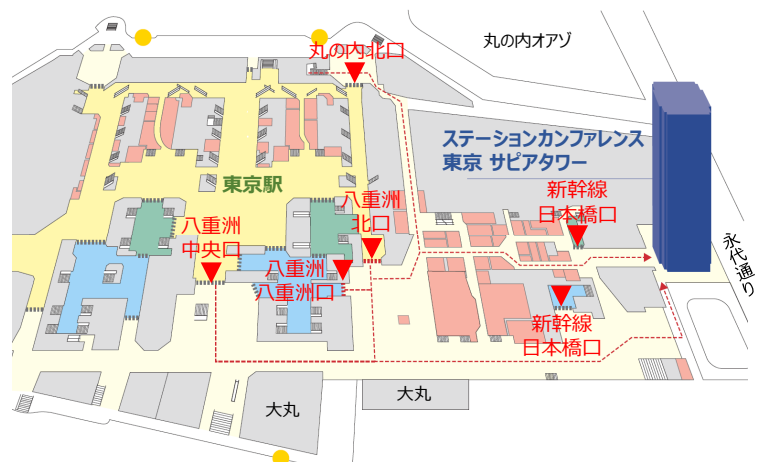 丸の内オアゾ
丸の内北口
ステーションカンファレンス
東京 サピアタワー
東京駅
新幹線
日本橋口
八重洲
北口
八重洲
中央口
永代通り
八重洲
八重洲口
新幹線
日本橋口
大丸
大丸